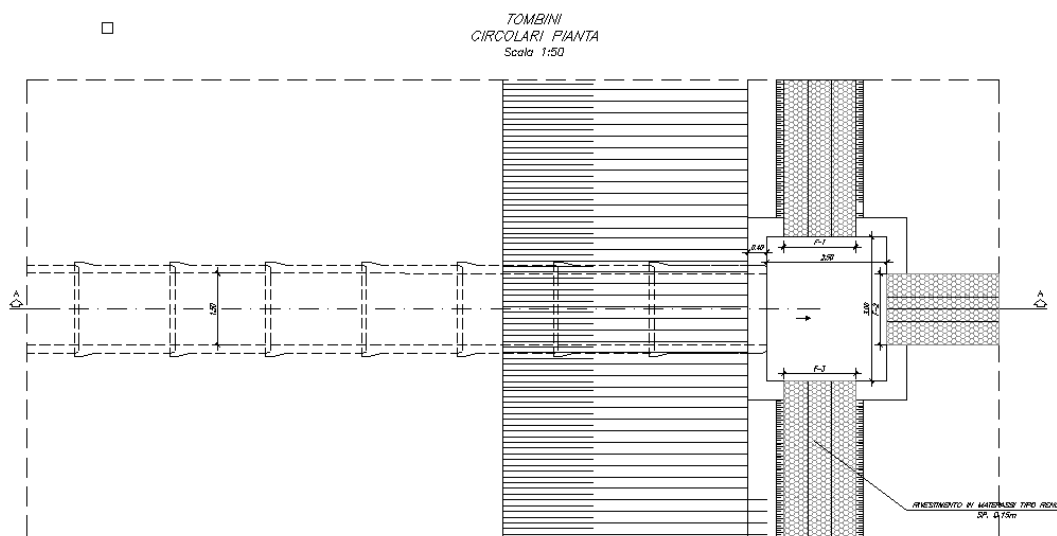 TOMBINI
CIRCOLARI PIANTA
Scala 1:50
F-1
0.40
2.50
A
A
1.50
3.00
F-2
F-3
RIVESTIMENTO IN MATERASSI TIPO RENO
SP. 0.15m